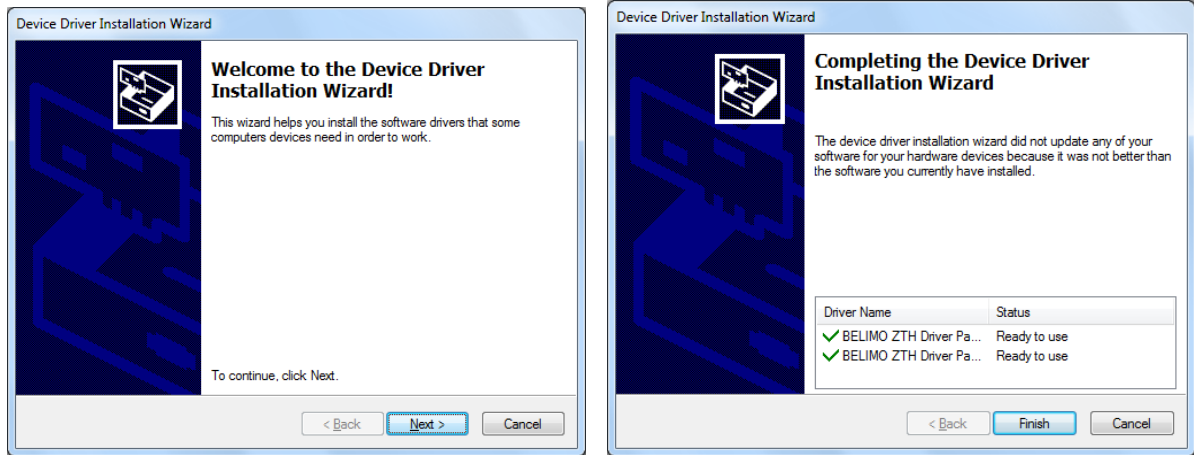 Device Driver Installation Wizard
Welcome to the Device Driver
Installation Wizard!
This wizard helps you install the software drivers that some
computers devices need in order to work.
To continue, click Next.
< Back
Next >
Cancel
Device Driver Installation Wizard
Completing the Device Driver
Installation Wizard
The device driver installation wizard did not update any of your
software for your hardware devices because it was not better than
the software you currently have installed.
Driver Name Status
BELIMO ZTH Driver Pa... Ready to use
BELIMO ZTH Driver Pa... Ready to use
< Back
Finish
Cancel